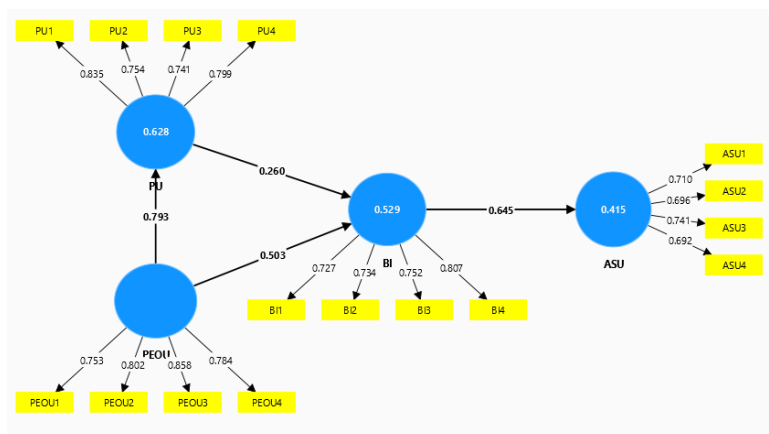 PU1 PU2 PU3 PU4
0.835 0.754 0.741 0.799
0.628
PU
0.260
0.793
0.503
PEOU
0.753 0.802 0.858 0.784
PEOU1 PEOU2 PEOU3 PEOU4
0.529
BI
0.727 0.734 0.752 0.807
BI1 BI2 BI3 BI4
0.645
0.415
ASU
0.710 ASU1
0.696 ASU2
0.741 ASU3
0.692 ASU4